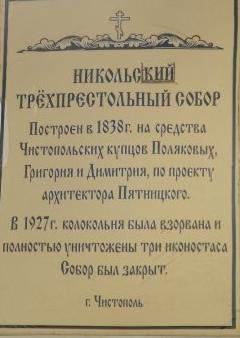 НИКОЛЬСКИЙ
ТРЁХПРЕСТОЛЬНЫЙ СОБОР
Построен в 1838г. на средства
Чистопольских купцов Поляковых,
Григория и Димитрия, по проекту
архитектора Пятницкого.
В 1927г. колокольня была взорвана и
полностью уничтожены три иконостаса
Собор был закрыт.
г. Чистополь